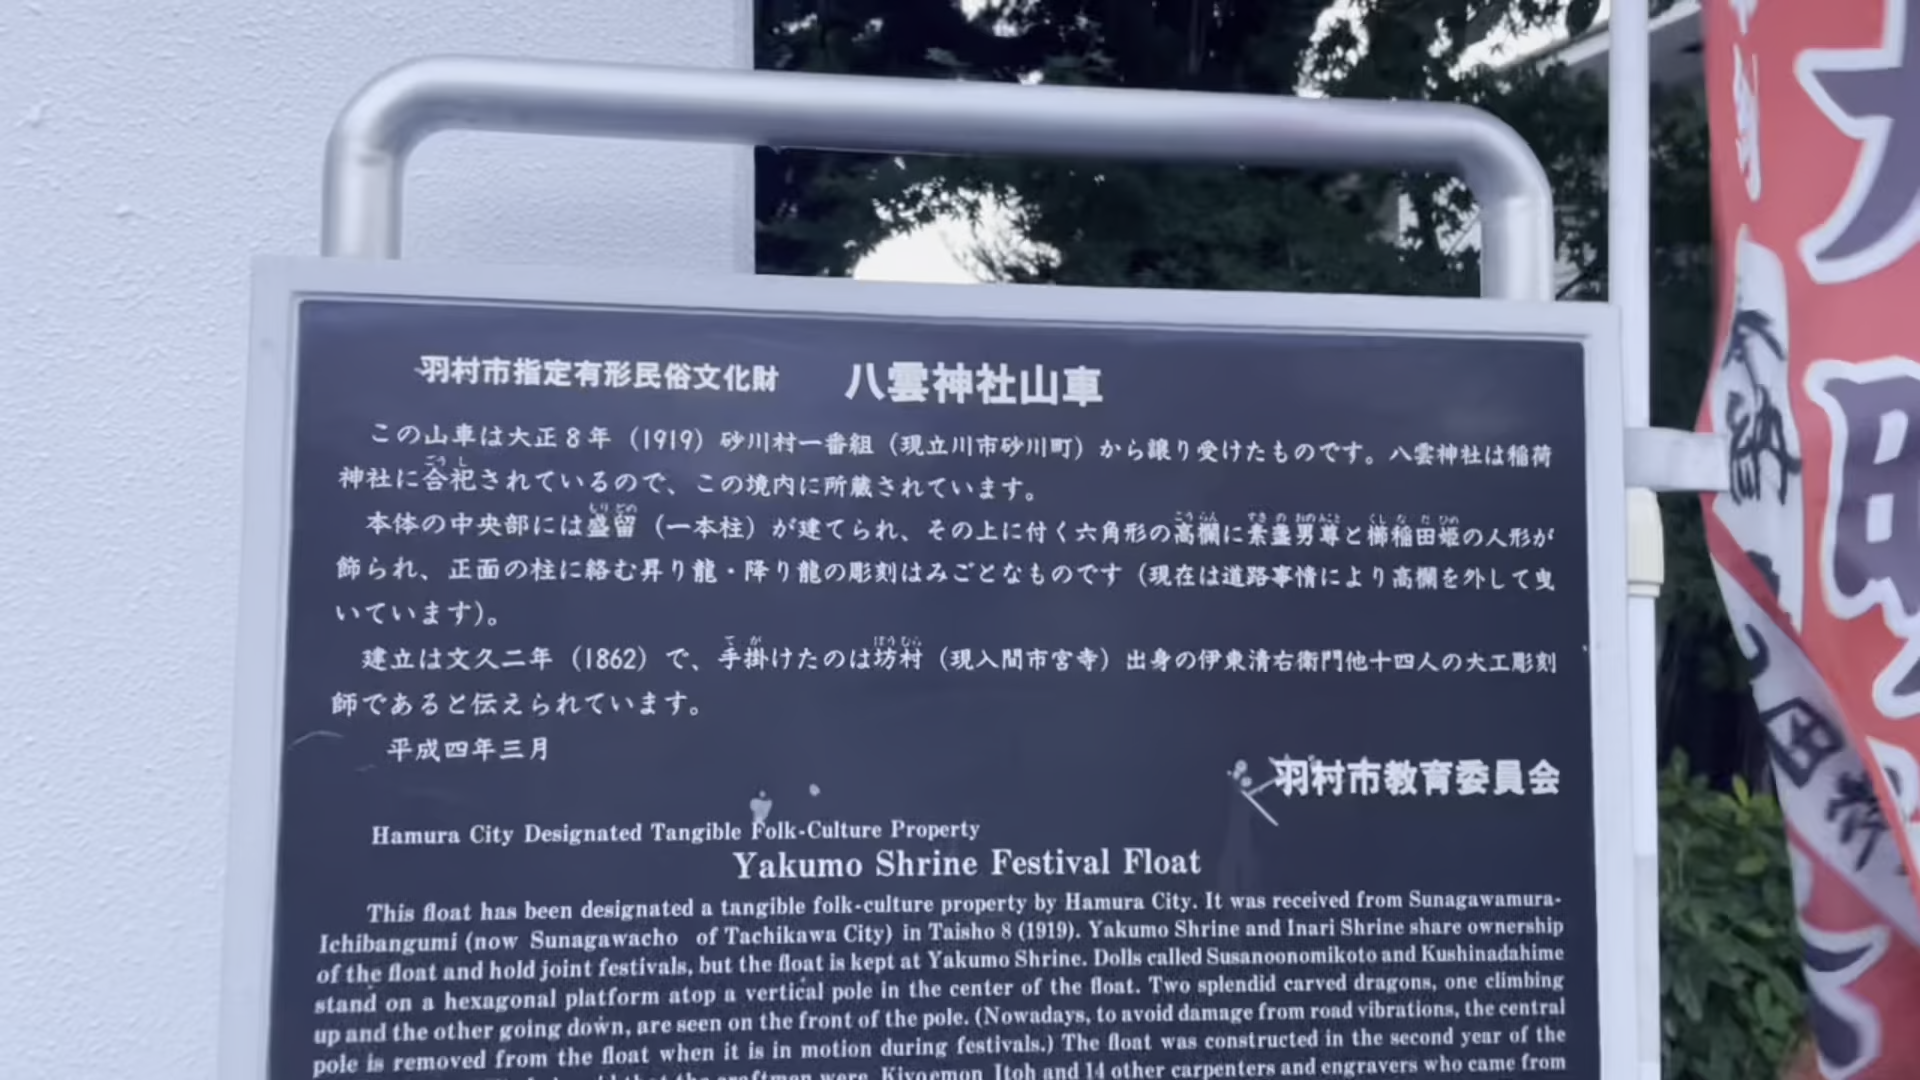 羽村市指定有形民俗文化財 八雲神社山車
この山車は大正8年（1919）砂川村一番組（現立川市砂川町）から譲り受けたものです。八雲神社は稲荷
神社に合祀されているので、この境内に所蔵されています。
本体の中央部には盛留（一本柱）が建てられ、その上に付く六角形の高欄に素盞男尊と櫛稲田姫の人形が
飾られ、正面の柱に絡む昇り龍・降り龍の彫刻はみごとなものです（現在は道路事情により高欄を外して曳
いています）。
建立は文久二年（1862）で、手掛けたのは坊村（現入間市宮寺）出身の伊東清右衛門他十四人の大工彫刻
師であると伝えられています。
平成四年三月
羽村市教育委員会
Hamura City Designated Tangible Folk-Culture Property
Yakumo Shrine Festival Float
This float has been designated a tangible folk-culture property by Hamura City. It was received from Sunagawamura-
Ichibangumi (now Sunagawacho of Tachikawa City) in Taisho 8 (1919). Yakumo Shrine and Inari Shrine share ownership
of the float and hold joint festivals, but the float is kept at Yakumo Shrine. Dolls called Susanoonomikoto and Kushinadahime
stand on a hexagonal platform atop a vertical pole in the center of the float. Two splendid carved dragons, one climbing
up and the other going down, are seen on the front of the pole. (Nowadays, to avoid damage from road vibrations, the central
pole is removed from the float when it is in motion during festivals.) The float was constructed in the second year of the
were Kiyoemon Itoh and 14 other carpenters and engravers who came from
奉納